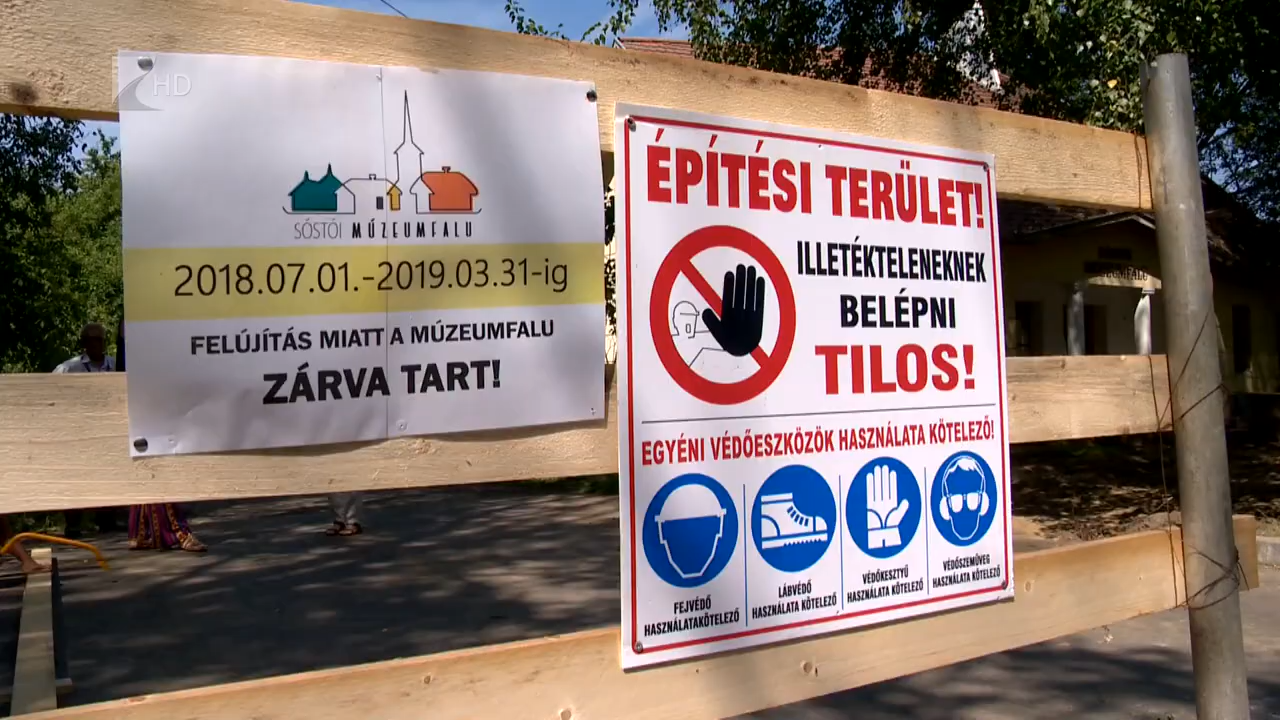 HD
SÓSTÓI MÚZEUMFALU
2018.07.01.-2019.03.31-ig
FELÚJÍTÁS MIATT A MÚZEUMFALU
ZÁRVA TART!
ÉPÍTÉSI TERÜLET!
ILLETÉKTELENEKNEK
BELÉPNI
TILOS!
EGYÉNI VÉDŐESZKÖZÖK HASZNÁLATA KÖTELEZŐ!
FEJVÉDŐ
HASZNÁLATAKÖTELEZŐ
LÁBVÉDŐ
HASZNÁLATA KÖTELEZŐ
VÉDŐKESZTYŰ
HASZNÁLATA KÖTELEZŐ
VÉDŐSZEMÜVEG
HASZNÁLATA KÖTELEZŐ